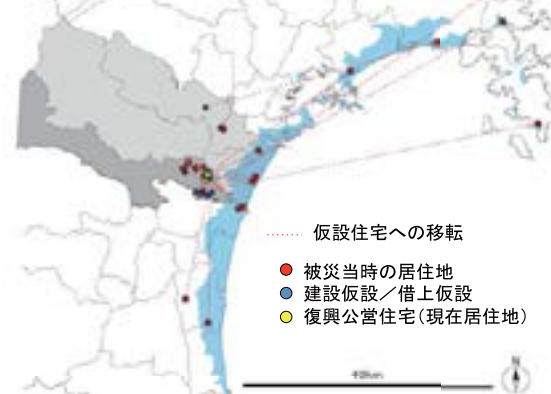 仮設住宅への移転
被災当時の居住地
建設仮設／借上仮設
復興公営住宅（現在居住地）
40km
N